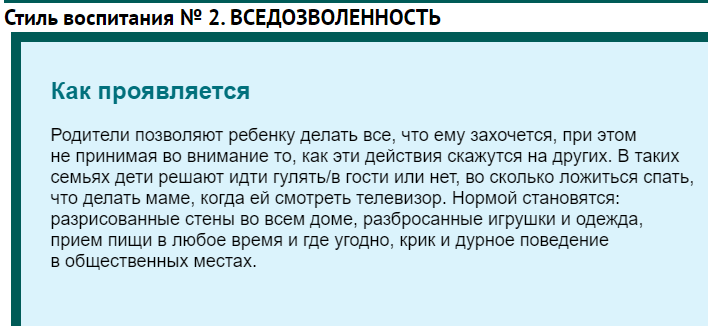 Стиль воспитания № 2. ВСЕДОЗВОЛЕННОСТЬ
Как проявляется
Родители позволяют ребенку делать все, что ему захочется, при этом
не принимая во внимание то, как эти действия скажутся на других. В таких
семьях дети решают идти гулять/в гости или нет, во сколько ложиться спать,
что делать маме, когда ей смотреть телевизор. Нормой становятся:
разрисованные стены во всем доме, разбросанные игрушки и одежда,
прием пищи в любое время и где угодно, крик и дурное поведение
в общественных местах.